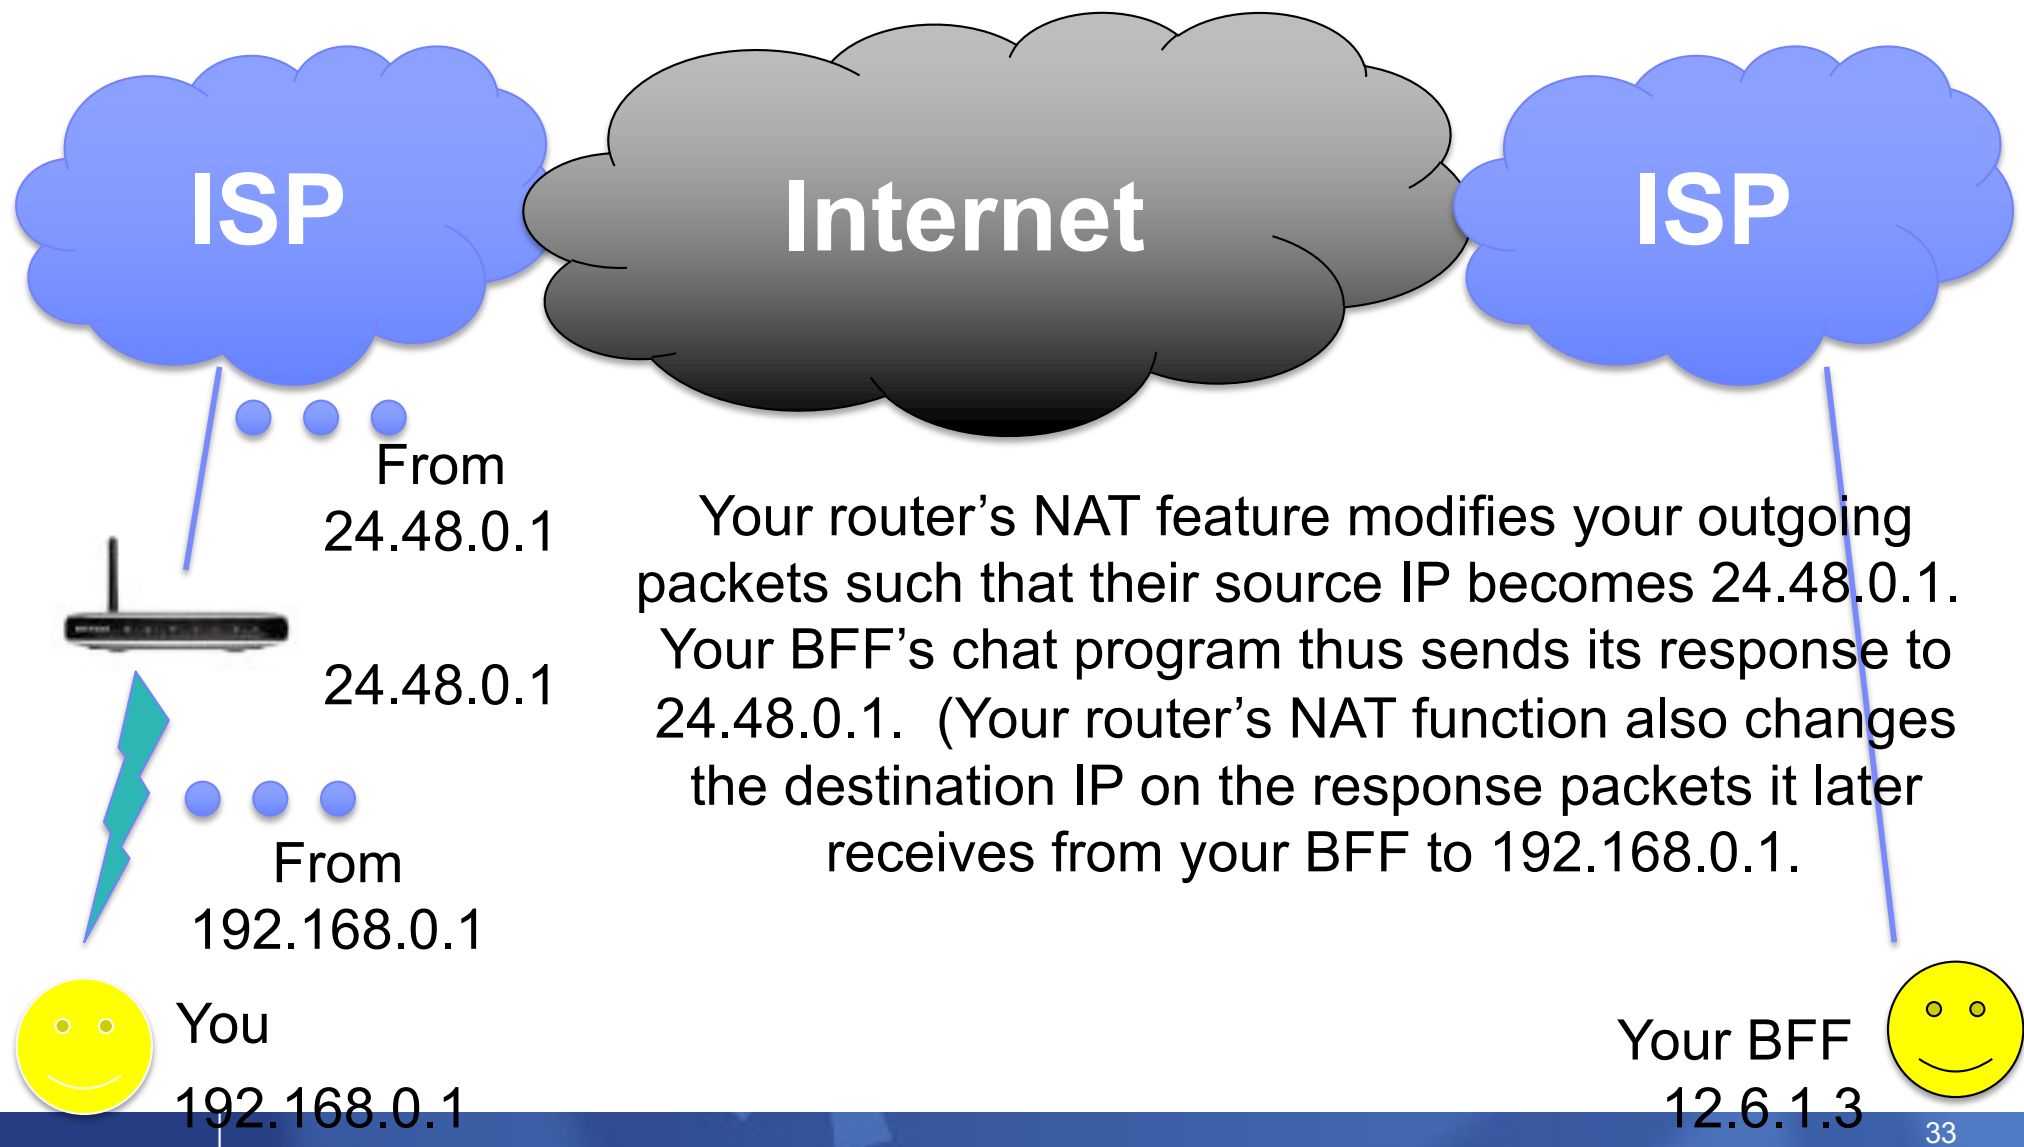 ISP
Internet
ISP
From
24.48.0.1
24.48.0.1
From
192.168.0.1
You
192.168.0.1
Your router’s NAT feature modifies your outgoing
packets such that their source IP becomes 24.48.0.1.
Your BFF’s chat program thus sends its response to
24.48.0.1.  (Your router’s NAT function also changes
the destination IP on the response packets it later
receives from your BFF to 192.168.0.1.
Your BFF
12.6.1.3
33